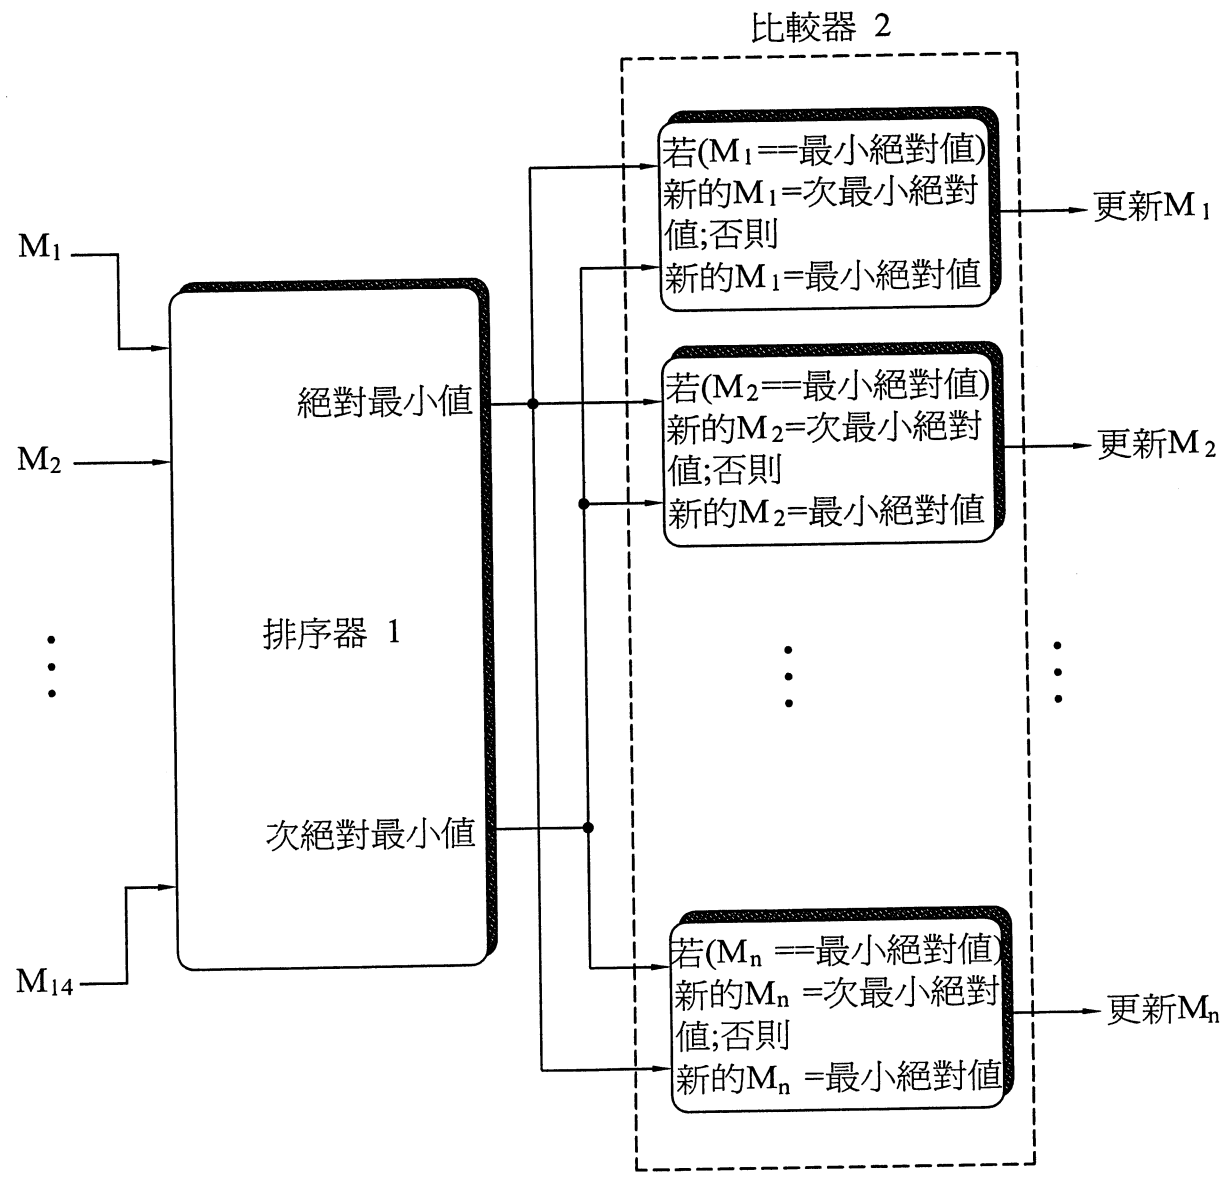 比較器 2
若(M1==最小絕對值)
新的M1=次最小絕對
值;否則
新的M1=最小絕對值
更新M1
M1
絕對最小值
若(M2==最小絕對值)
新的M2=次最小絕對
值;否則
新的M2=最小絕對值
更新M2
M2
排序器 1
次絕對最小值
M14
若(Mn ==最小絕對值)
新的Mn =次最小絕對
值;否則
新的Mn =最小絕對值
更新Mn